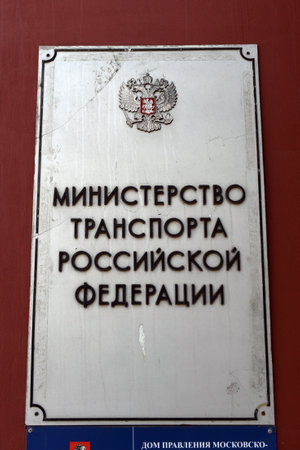 МИНИСТЕРСТВО
ТРАНСПОРТА
РОССИЙСКОЙ
ФЕДЕРАЦИИ
ДОМ ПРАВЛЕНИЯ МОСКОВСКО-